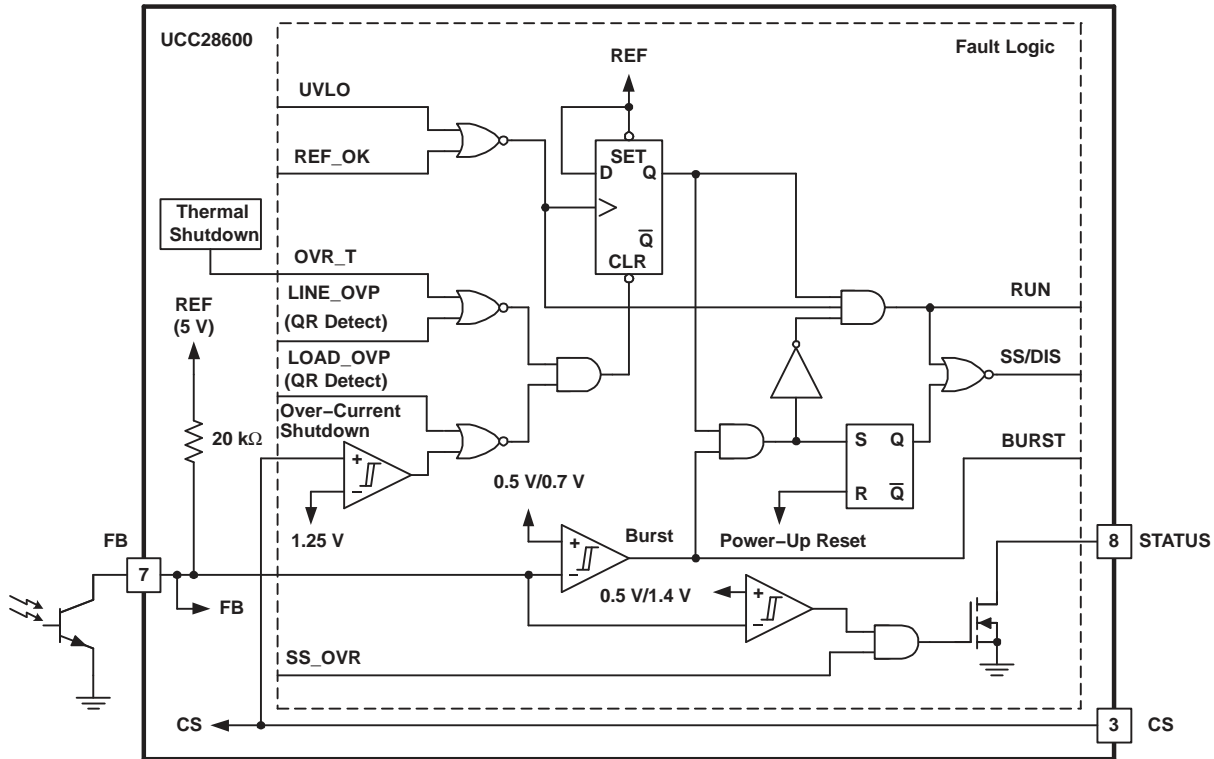 UCC28600
Fault Logic
REF
UVLO
REF_OK
SET
D Q
Q̅
CLR
Thermal
Shutdown
OVR_T
LINE_OVP
(QR Detect)
LOAD_OVP
(QR Detect)
REF
(5 V)
20 kΩ
Over−Current
Shutdown
+
−
1.25 V
RUN
SS/DIS
BURST
S Q
R Q̅
Power−Up Reset
0.5 V/0.7 V
+
−
Burst
FB
7
FB
0.5 V/1.4 V
+
−
8 STATUS
SS_OVR
CS
3 CS